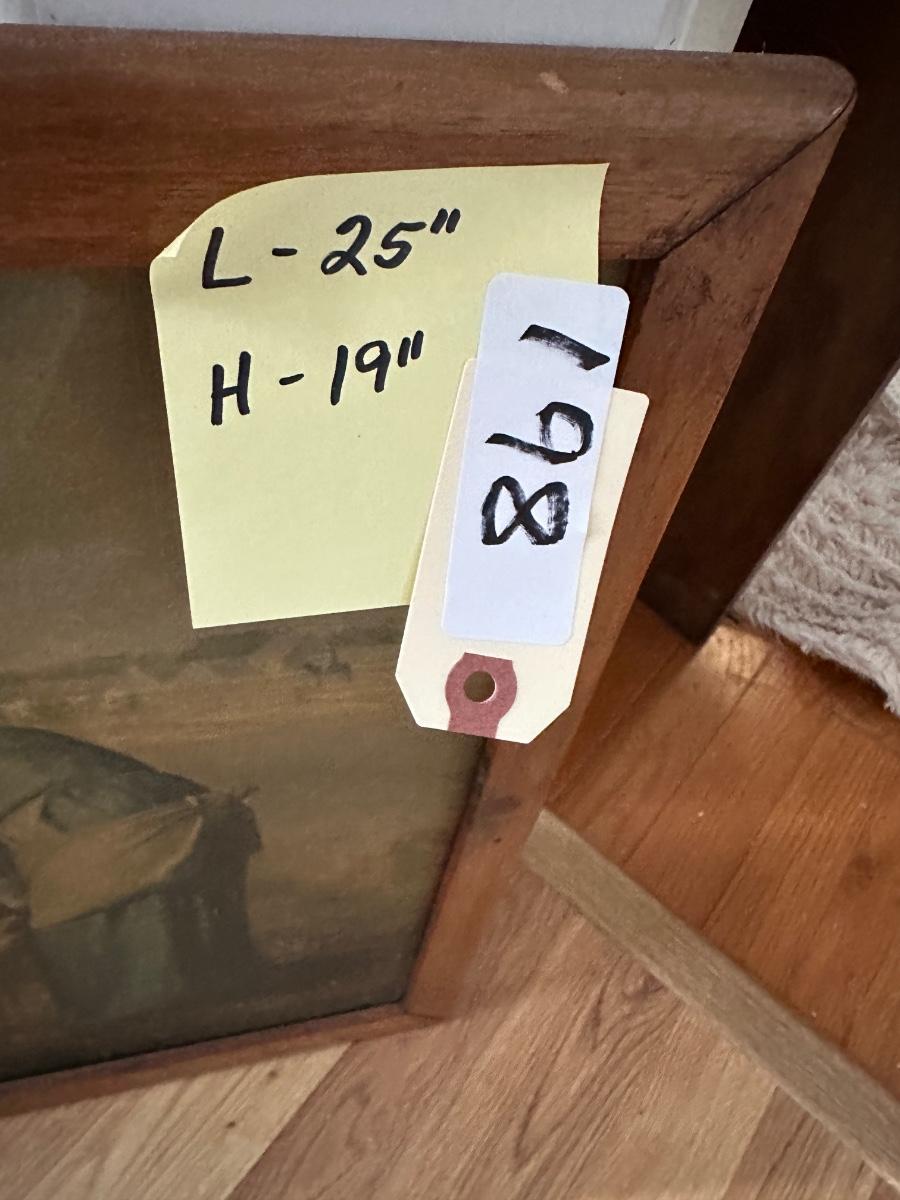 L - 25"
H - 19"
198